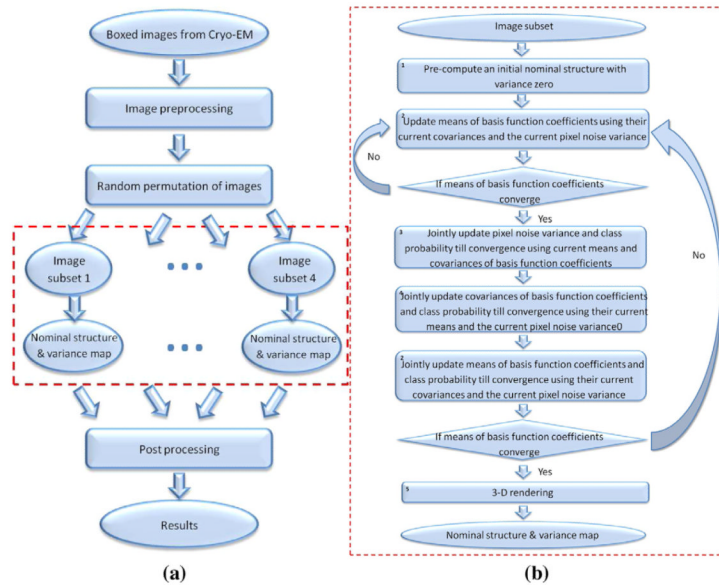 Boxed images from Cryo-EM
Image preprocessing
Random permutation of images
Image
subset 1
Image
subset 4
Nominal structure
& variance map
Nominal structure
& variance map
Post processing
Results
(a)
Image subset
1
Pre-compute an initial nominal structure with
variance zero
2
Update means of basis function coefficients using their
current covariances and the current pixel noise variance
No
If means of basis function coefficients
converge
Yes
3
Jointly update pixel noise variance and class
probability till convergence using current means and
covariances of basis function coefficients
No
4
Jointly update covariances of basis function coefficients
and class probability till convergence using their current
means and the current pixel noise variance0
2
Jointly update means of basis function coefficients and
class probability till convergence using their current
covariances and the current pixel noise variance
If means of basis function coefficients
converge
Yes
5
3-D rendering
Nominal structure & variance map
(b)